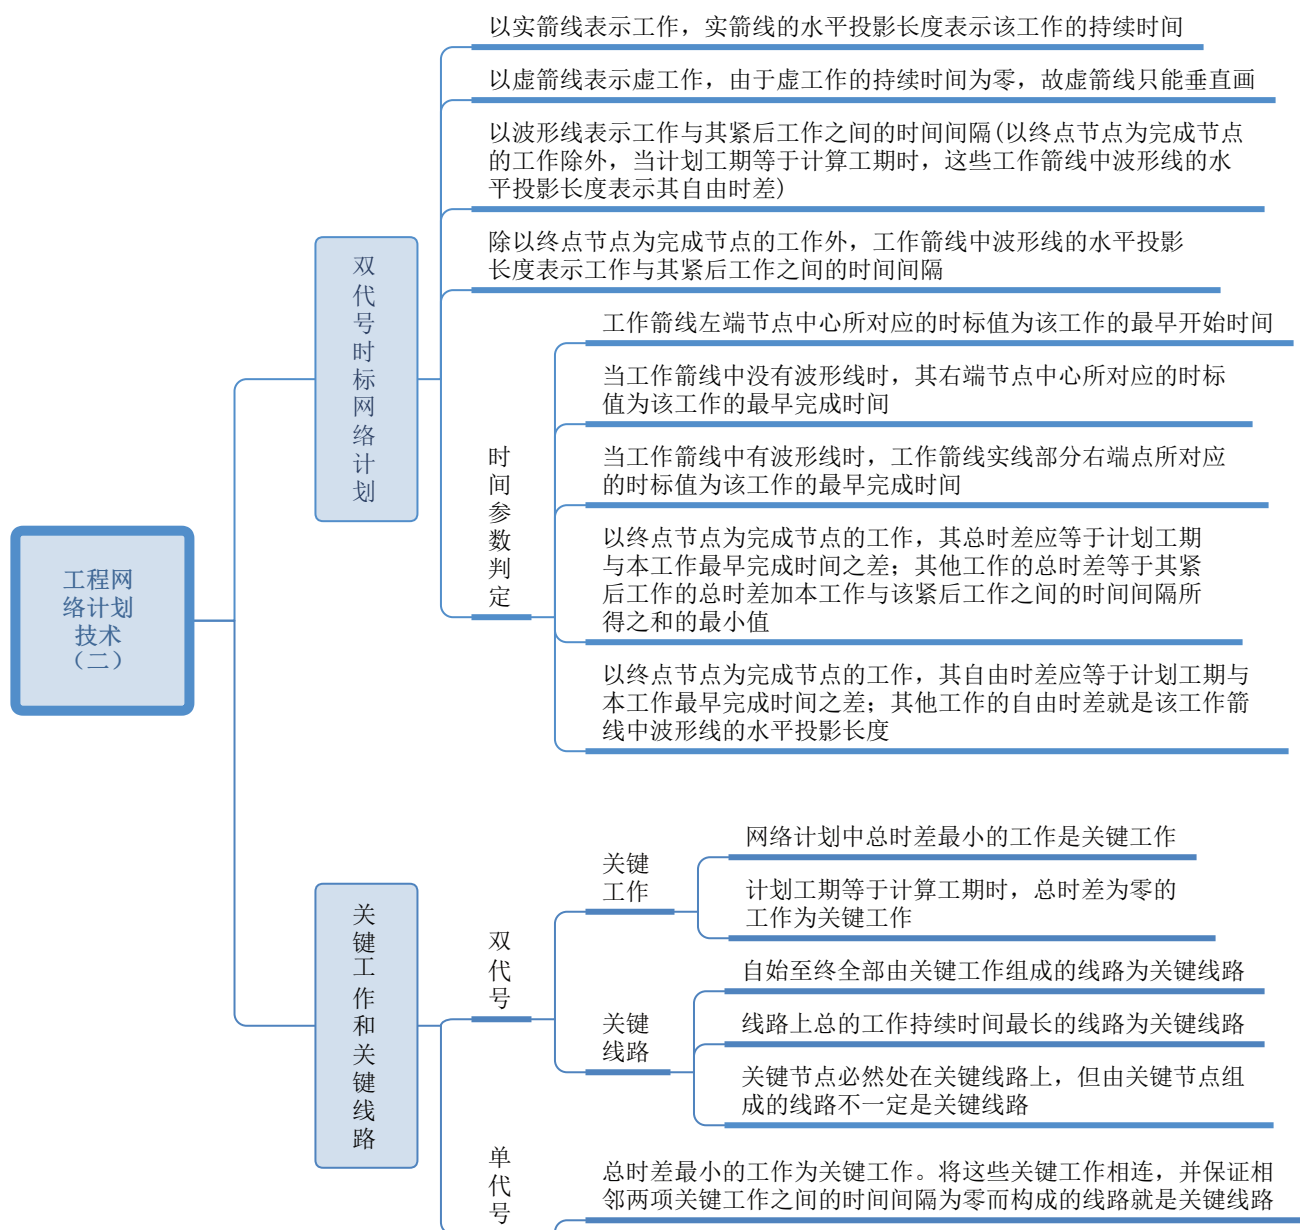 工程网
络计划
技术
（二）
双代号时标网络计划
以实箭线表示工作，实箭线的水平投影长度表示该工作的持续时间
以虚箭线表示虚工作，由于虚工作的持续时间为零，故虚箭线只能垂直画
以波形线表示工作与其紧后工作之间的时间间隔(以终点节点为完成节点
的工作除外，当计划工期等于计算工期时，这些工作箭线中波形线的水
平投影长度表示其自由时差)
除以终点节点为完成节点的工作外，工作箭线中波形线的水平投影
长度表示工作与其紧后工作之间的时间间隔
时间参数判定
工作箭线左端节点中心所对应的时标值为该工作的最早开始时间
当工作箭线中没有波形线时，其右端节点中心所对应的时标
值为该工作的最早完成时间
当工作箭线中有波形线时，工作箭线实线部分右端点所对应
的时标值为该工作的最早完成时间
以终点节点为完成节点的工作，其总时差应等于计划工期
与本工作最早完成时间之差；其他工作的总时差等于其紧
后工作的总时差加本工作与该紧后工作之间的时间间隔所
得之和的最小值
以终点节点为完成节点的工作，其自由时差应等于计划工期与
本工作最早完成时间之差；其他工作的自由时差就是该工作箭
线中波形线的水平投影长度
关键工作和关键线路
双代号
关键
工作
网络计划中总时差最小的工作是关键工作
计划工期等于计算工期时，总时差为零的
工作为关键工作
关键
线路
自始至终全部由关键工作组成的线路为关键线路
线路上总的工作持续时间最长的线路为关键线路
关键节点必然处在关键线路上，但由关键节点组
成的线路不一定是关键线路
单代号
总时差最小的工作为关键工作。将这些关键工作相连，并保证相
邻两项关键工作之间的时间间隔为零而构成的线路就是关键线路